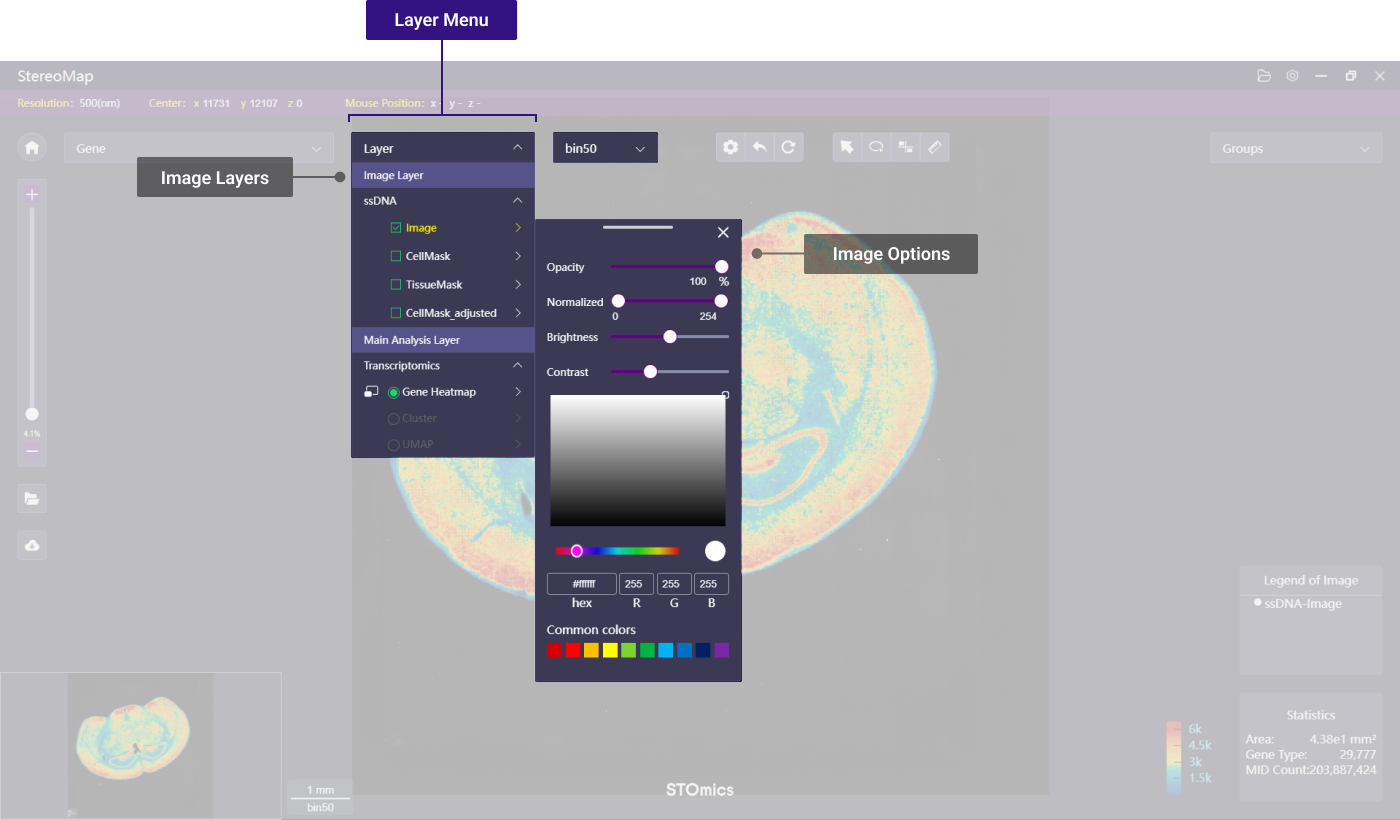 Layer Menu
StereoMap
Resolution: 500(nm) Center: x 11731 y 12107 z 0 Mouse Position: x - y - z -
Gene
Layer
bin50
Groups
Image Layers
Image Layer
ssDNA
Image
CellMask
TissueMask
CellMask_adjusted
Main Analysis Layer
Transcriptomics
Gene Heatmap
Cluster
UMAP
Image Options
Opacity
100 %
Normalized
0 254
Brightness
Contrast
#ffffff 255 255 255
hex R G B
Common colors
4.1%
Legend of Image
ssDNA-Image
Statistics
Area: 4.38e1 mm²
Gene Type: 29,777
MID Count:203,887,424
6k
4.5k
3k
1.5k
1 mm
bin50
STOmics